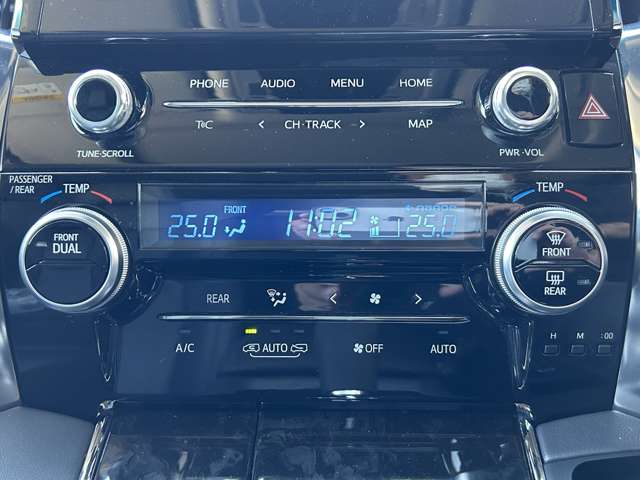 PHONE AUDIO MENU HOME
TUNE·SCROLL TC < CH·TRACK > MAP PWR·VOL
PASSENGER
/REAR
TEMP TEMP
FRONT
25.0 11:02 25.0
FRONT
DUAL
FRONT
REAR
REAR < >
A/C AUTO OFF AUTO
H M :00